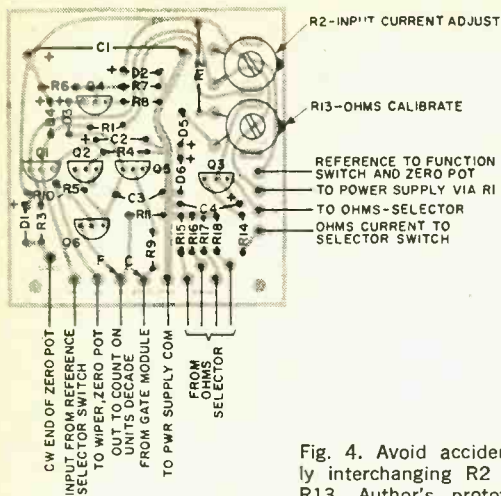 R2-INPUT CURRENT ADJUST
R13-OHMS CALIBRATE
REFERENCE TO FUNCTION
SWITCH AND ZERO POT
TO POWER SUPPLY VIA R1
TO OHMS-SELECTOR
OHMS CURRENT TO
SELECTOR SWITCH
C1
R12
+ D2
R6
Q4
R7
R8
D3
D5
R1
+ C2
R4
Q1
Q2
Q5
D6
Q3
R10
R5
C3
+ D1
R3
R11
C4
+
Q6
R9
R15
R16
R17
R18
R14
F
C
CW END OF ZERO POT
INPUT FROM REFERENCE
SELECTOR SWITCH
TO WIPER, ZERO POT
OUT TO COUNT ON
UNITS DECADE
FROM GATE MODULE
TO PWR SUPPLY COM
FROM
OHMS
SELECTOR
Fig. 4. Avoid acciden
ly interchanging R2
R13. Author's proto